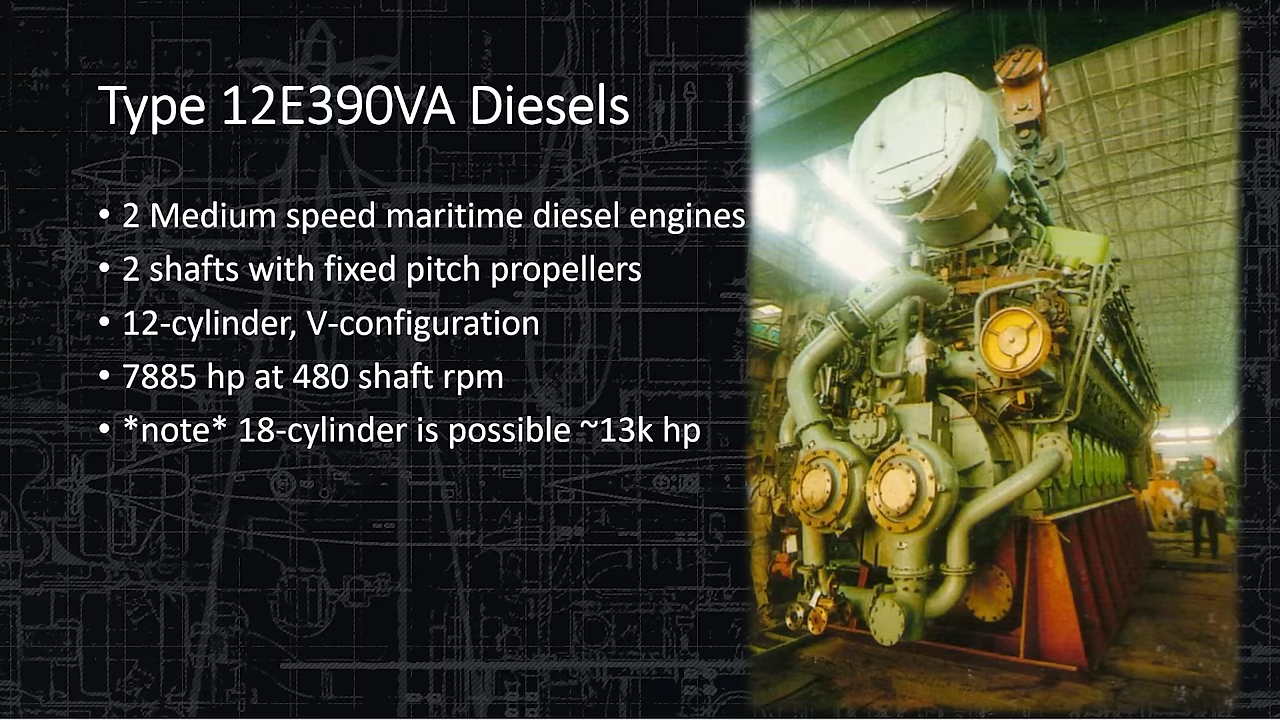 Type 12E390VA Diesels
• 2 Medium speed maritime diesel engines
• 2 shafts with fixed pitch propellers
• 12-cylinder, V-configuration
• 7885 hp at 480 shaft rpm
• *note* 18-cylinder is possible ~13k hp